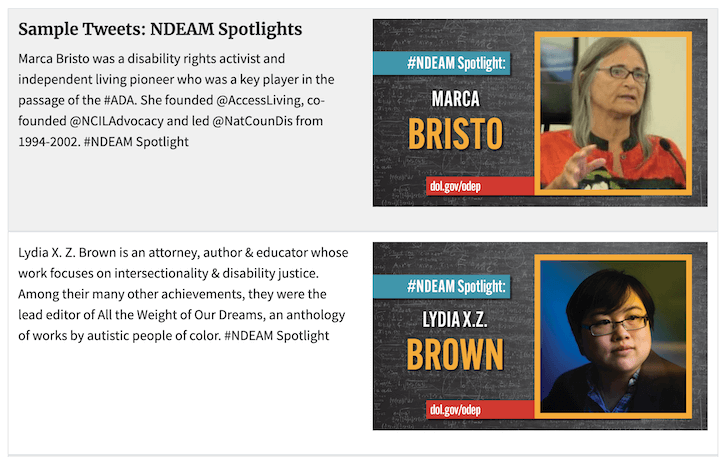 Sample Tweets: NDEAM Spotlights
Marca Bristo was a disability rights activist and
independent living pioneer who was a key player in the
passage of the #ADA. She founded @AccessLiving, co-
founded @NCILAdvocacy and led @NatCounDis from
1994-2002. #NDEAM Spotlight
#NDEAM Spotlight:
MARCA
BRISTO
dol.gov/odep
Lydia X. Z. Brown is an attorney, author & educator whose
work focuses on intersectionality & disability justice.
Among their many other achievements, they were the
lead editor of All the Weight of Our Dreams, an anthology
of works by autistic people of color. #NDEAM Spotlight
#NDEAM Spotlight:
LYDIA X.Z.
BROWN
dol.gov/odep